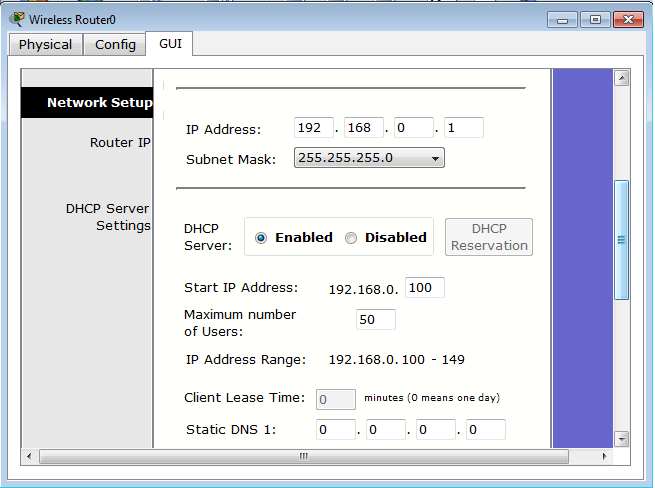 Wireless Router0
Physical Config GUI
Network Setup
Router IP
IP Address: 192 . 168 . 0 . 1
Subnet Mask: 255.255.255.0
DHCP Server Settings
DHCP Server: Enabled Disabled DHCP Reservation
Start IP Address: 192.168.0. 100
Maximum number
of Users: 50
IP Address Range: 192.168.0. 100 - 149
Client Lease Time: 0 minutes (0 means one day)
Static DNS 1: 0 . 0 . 0 . 0